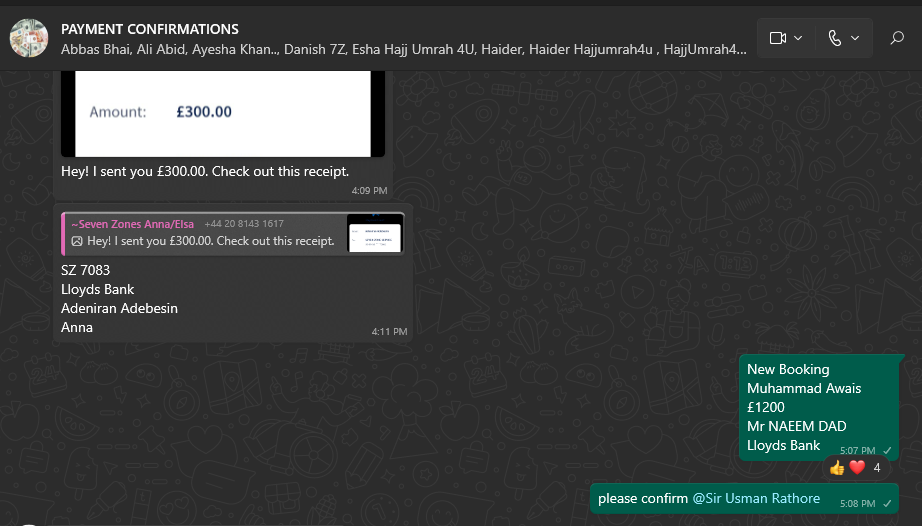 PAYMENT CONFIRMATIONS
Abbas Bhai, Ali Abid, Ayesha Khan.., Danish 7Z, Esha Hajj Umrah 4U, Haider, Haider Hajjumrah4u , HajjUmrah4...
Amount: £300.00
Hey! I sent you £300.00. Check out this receipt.
4:09 PM
~Seven Zones Anna/Elsa +44 20 8143 1617
Hey! I sent you £300.00. Check out this receipt.
SZ 7083
Lloyds Bank
Adeniran Adebesin
Anna
4:11 PM
New Booking
Muhammad Awais
£1200
Mr NAEEM DAD
Lloyds Bank
5:07 PM
👍❤️ 4
please confirm @Sir Usman Rathore
5:08 PM